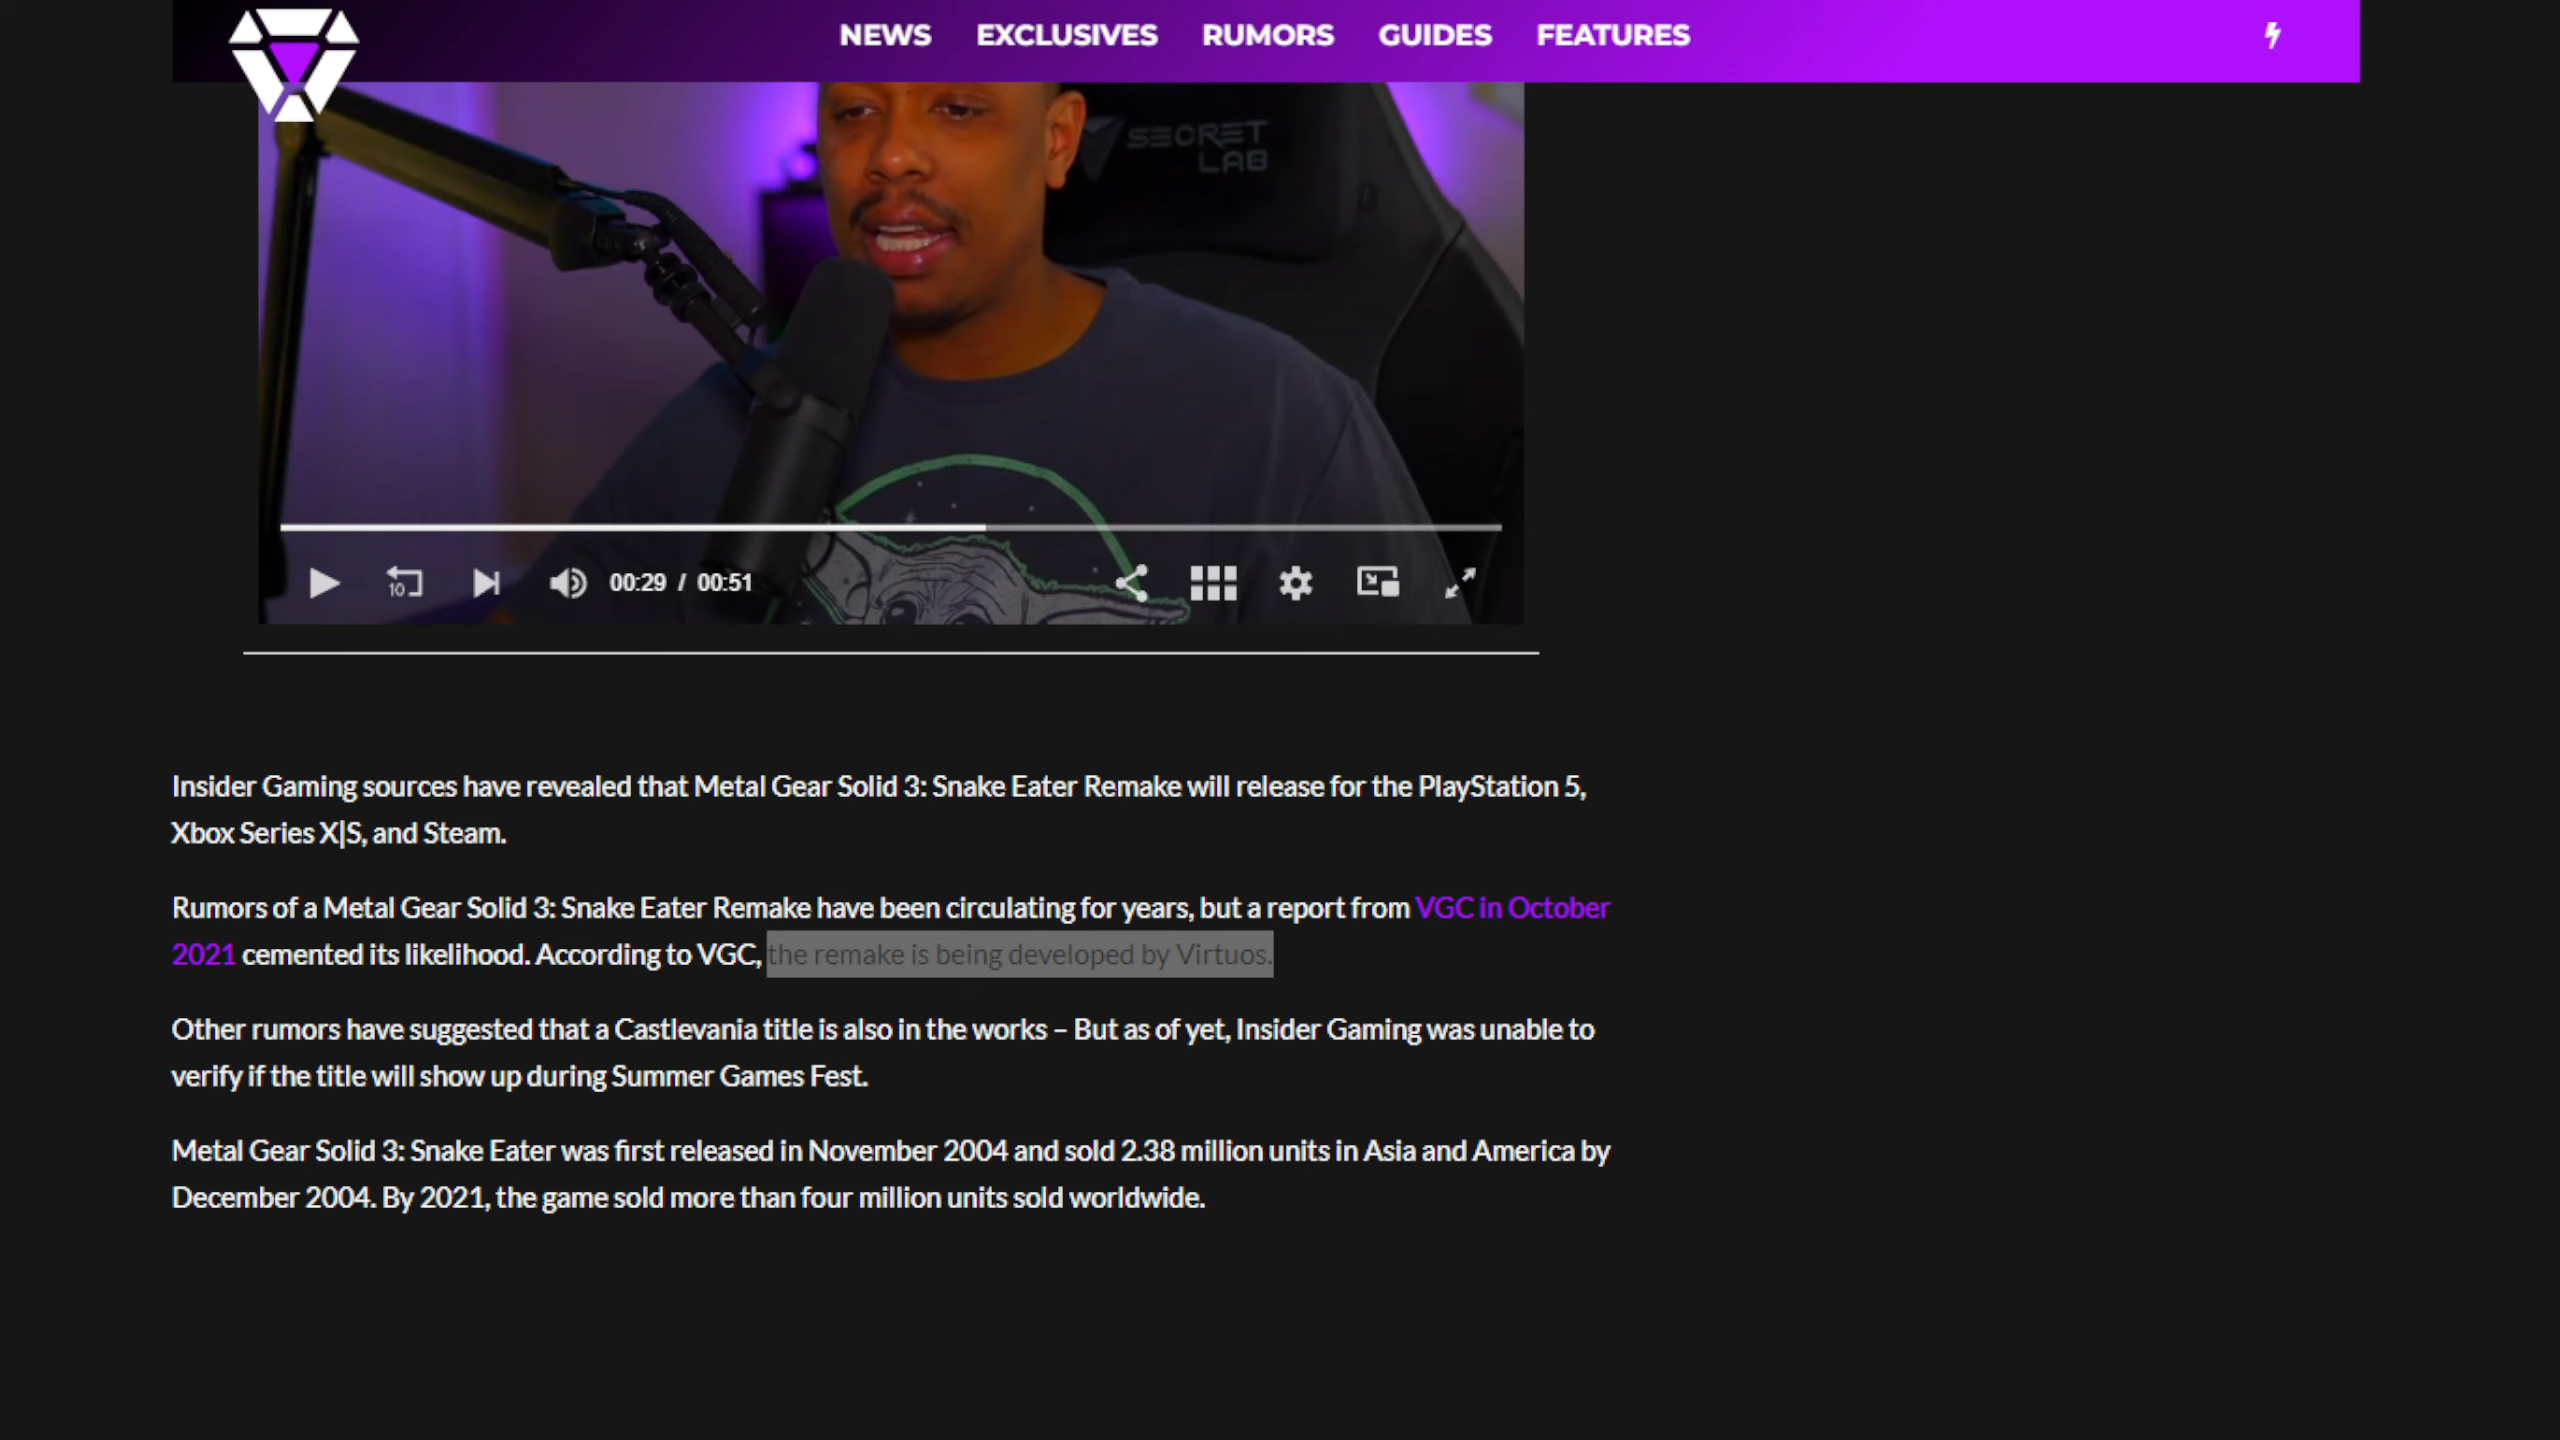 NEWS EXCLUSIVES RUMORS GUIDES FEATURES
SECRET
LAB
10
00:29 / 00:51
Insider Gaming sources have revealed that Metal Gear Solid 3: Snake Eater Remake will release for the PlayStation 5,
Xbox Series X|S, and Steam.
Rumors of a Metal Gear Solid 3: Snake Eater Remake have been circulating for years, but a report from VGC in October
2021 cemented its likelihood. According to VGC, the remake is being developed by Virtuos.
Other rumors have suggested that a Castlevania title is also in the works – But as of yet, Insider Gaming was unable to
verify if the title will show up during Summer Games Fest.
Metal Gear Solid 3: Snake Eater was first released in November 2004 and sold 2.38 million units in Asia and America by
December 2004. By 2021, the game sold more than four million units sold worldwide.